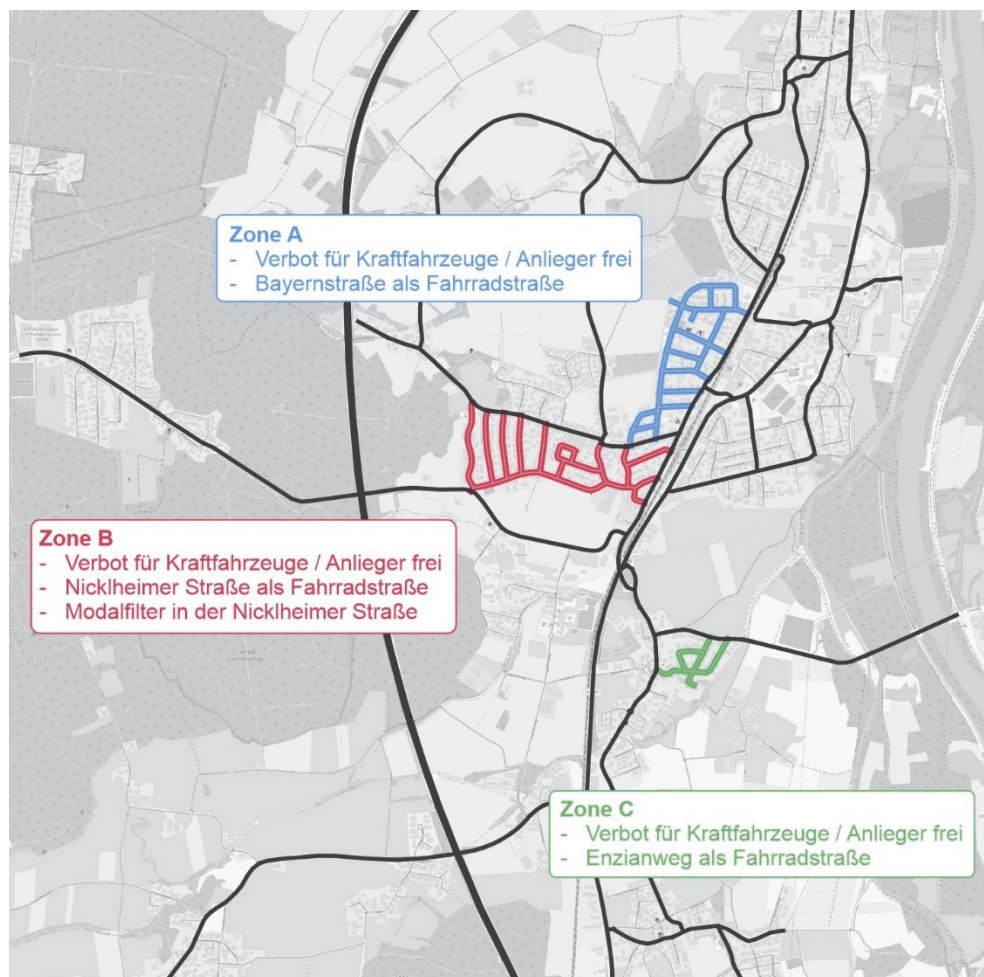 Zone A
- Verbot für Kraftfahrzeuge / Anlieger frei
- Bayernstraße als Fahrradstraße
Zone B
- Verbot für Kraftfahrzeuge / Anlieger frei
- Nicklheimer Straße als Fahrradstraße
- Modalfilter in der Nicklheimer Straße
Zone C
- Verbot für Kraftfahrzeuge / Anlieger frei
- Enzianweg als Fahrradstraße